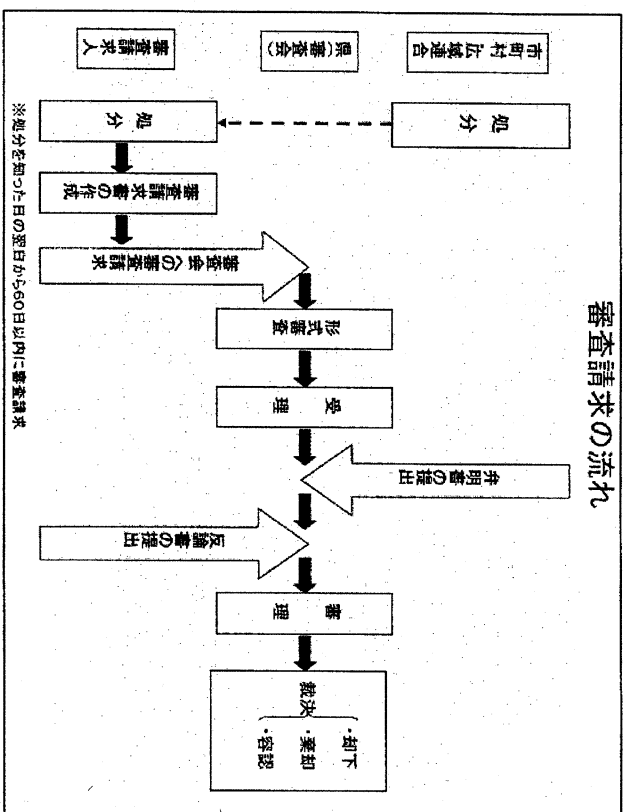 審査請求の流れ
市町村・広域連合
県(審査会)
審査請求人
処分
処分
審査請求書の作成
審査会への審査請求
形式審査
受理
弁明書の提出
反論書の提出
審理
裁決
・却下
・棄却
・容認
※処分を知った日の翌日から60日以内に審査請求